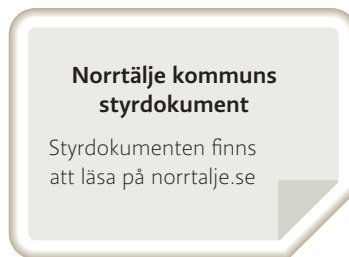 Norrtälje kommuns
styrdokument
Styrdokumenten finns
att läsa på norrtalje.se